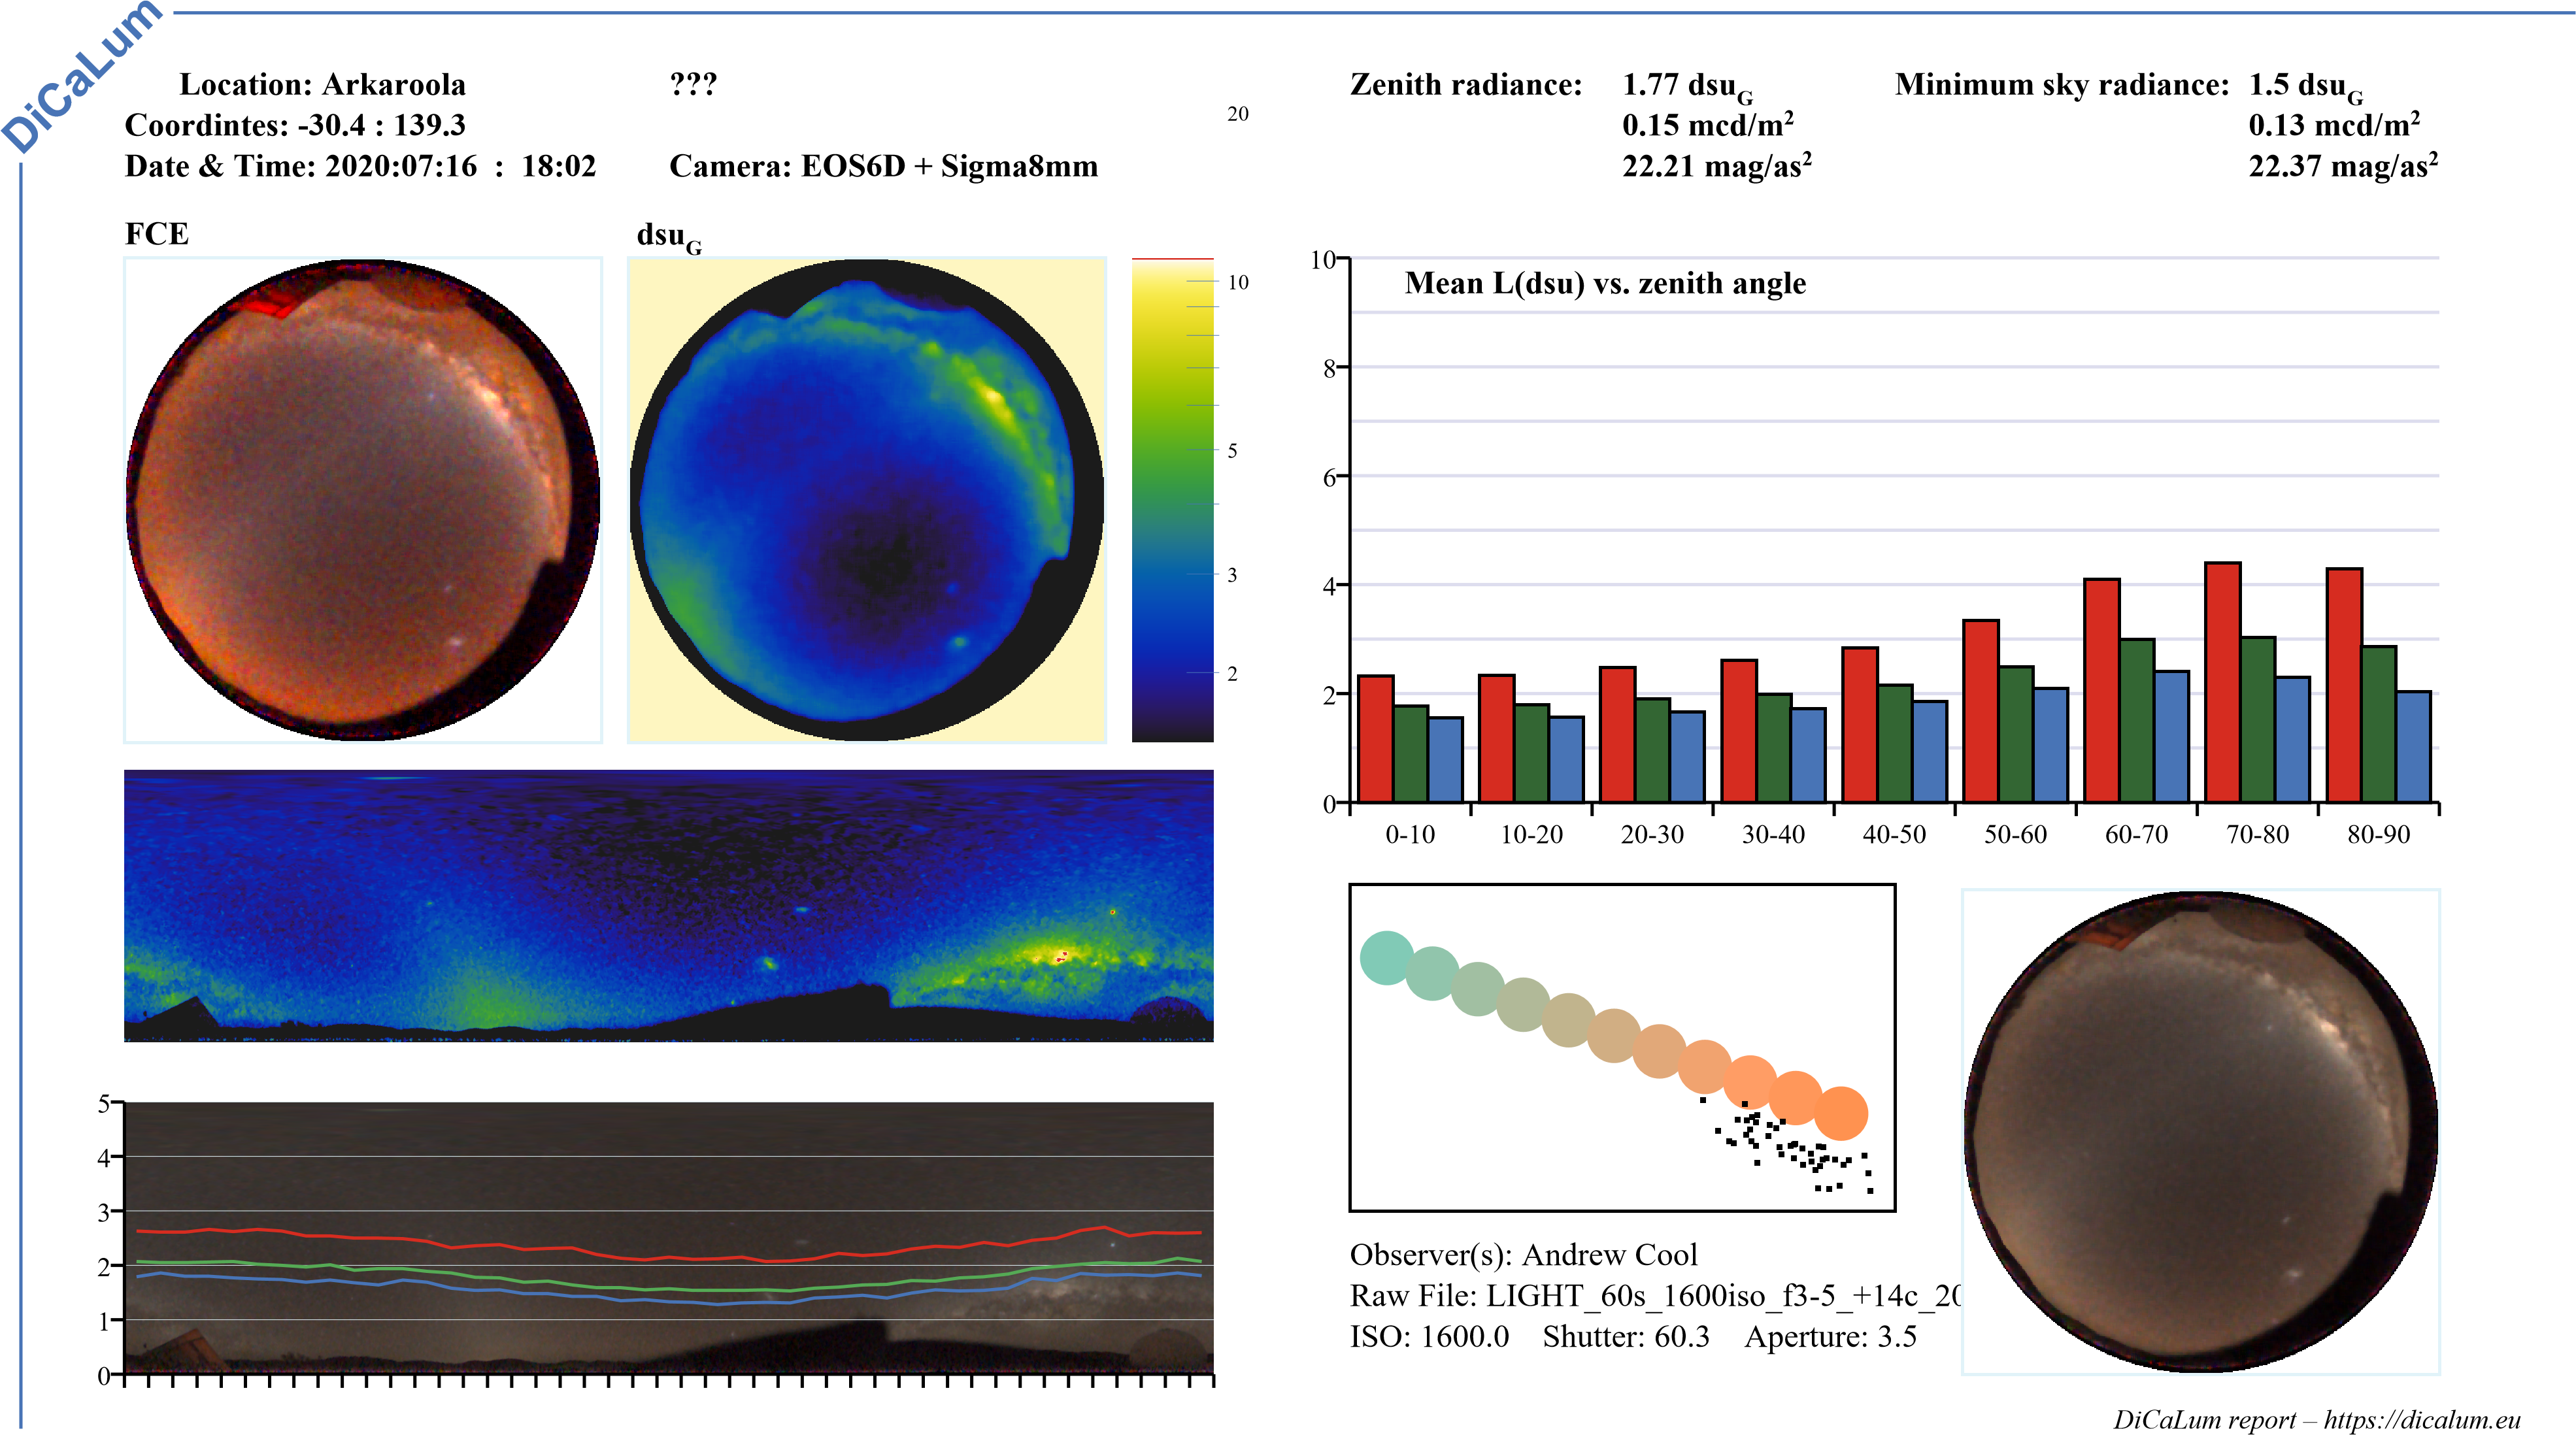 DiCaLum
Location: Arkaroola
???
Coordintes: -30.4 : 139.3
Date & Time: 2020:07:16 : 18:02
Camera: EOS6D + Sigma8mm
Zenith radiance: 1.77 dsuG
0.15 mcd/m²
22.21 mag/as²
Minimum sky radiance: 1.5 dsuG
0.13 mcd/m²
22.37 mag/as²
FCE
dsuG
20
10
5
3
2
Mean L(dsu) vs. zenith angle
10
8
6
4
2
0
0-10 10-20 20-30 30-40 40-50 50-60 60-70 70-80 80-90
5
4
3
2
1
0
Observer(s): Andrew Cool
Raw File: LIGHT_60s_1600iso_f3-5_+14c_20
ISO: 1600.0 Shutter: 60.3 Aperture: 3.5
DiCaLum report – https://dicalum.eu